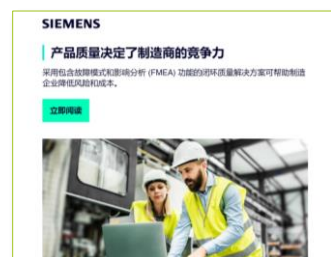 SIEMENS
产品质量决定了制造商的竞争力
采用包含故障模式和影响分析 (FMEA) 功能的闭环质量解决方案可帮助制造
企业降低风险和成本。
立即阅读